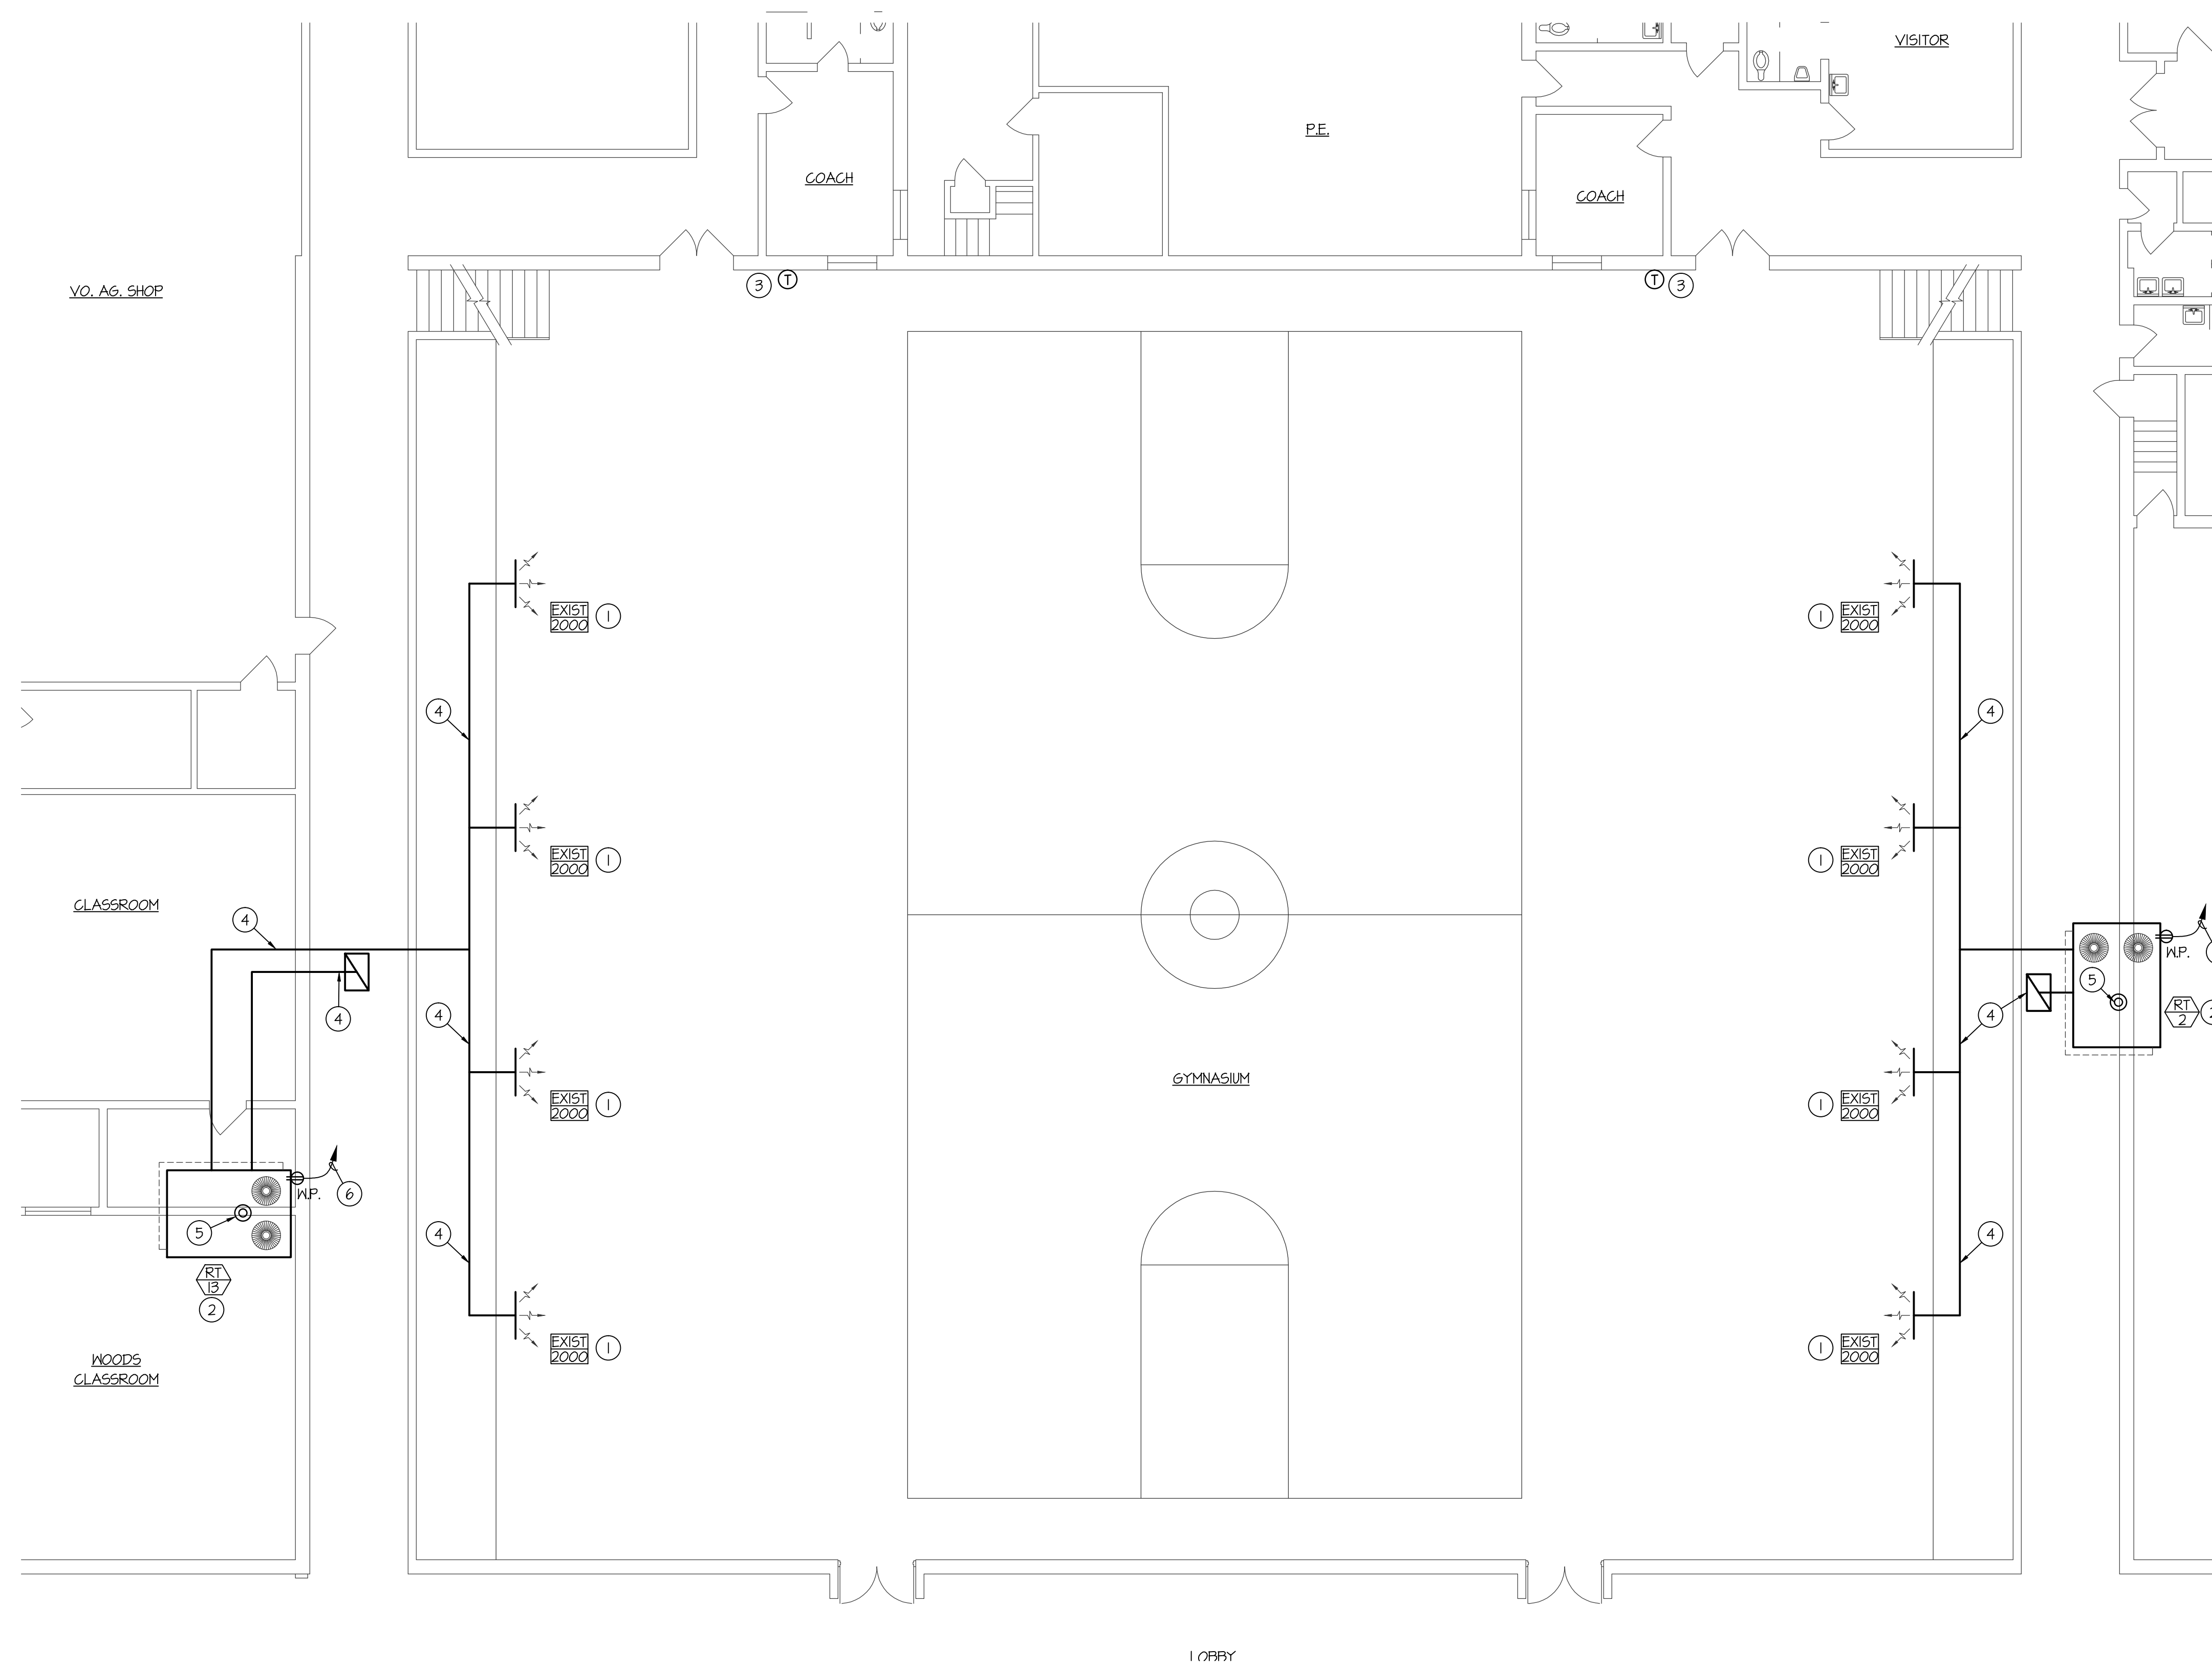 VISITOR
P.E.
COACH
COACH
VO. AG. SHOP
3
T
T
3
EXIST
2000
1
1
EXIST
2000
4
4
EXIST
2000
1
1
EXIST
2000
CLASSROOM
4
4
W.P.
5
RT
2
4
4
GYMNASIUM
EXIST
2000
1
1
EXIST
2000
W.P.
6
5
4
4
RT
13
2
EXIST
2000
1
1
EXIST
2000
WOODS
CLASSROOM
LOBBY